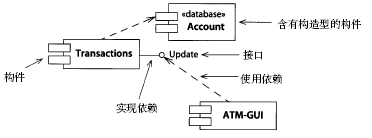 «database»
Account
含有构造型的构件
Transactions
Update
接口
构件
使用依赖
实现依赖
ATM-GUI